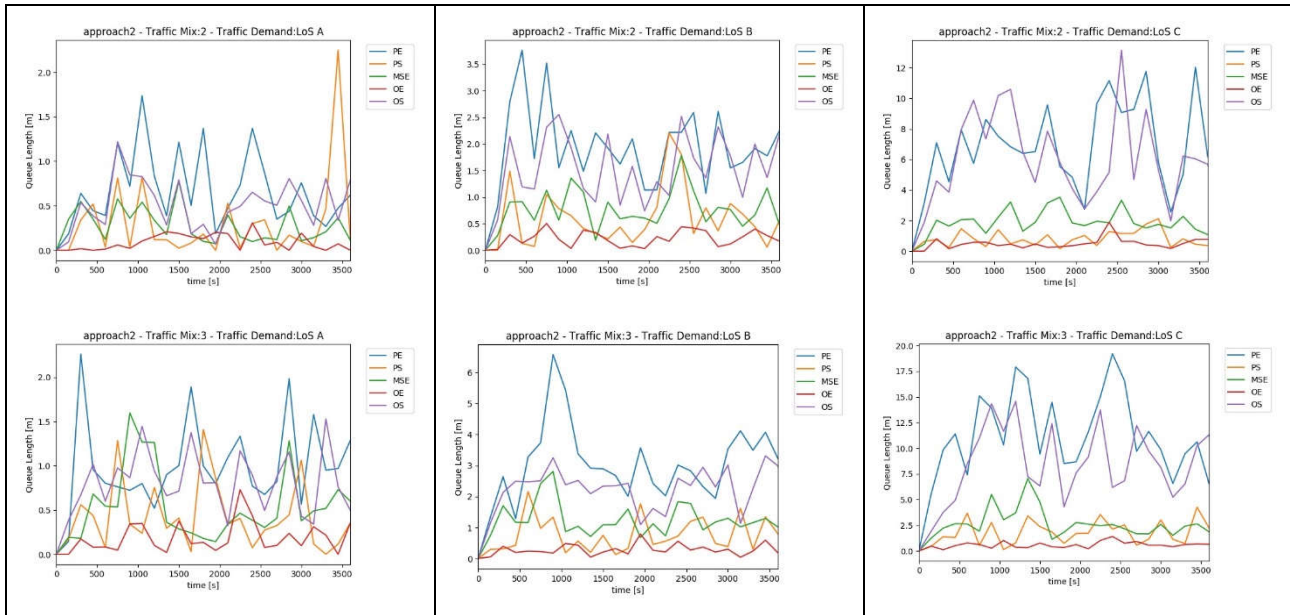 approach2 - Traffic Mix:2 - Traffic Demand:LoS A
2.0
1.5
1.0
0.5
0.0
Queue Length [m]
0 500 1000 1500 2000 2500 3000 3500
time [s]
PE
PS
MSE
OE
OS
approach2 - Traffic Mix:2 - Traffic Demand:LoS B
3.5
3.0
2.5
2.0
1.5
1.0
0.5
0.0
Queue Length [m]
0 500 1000 1500 2000 2500 3000 3500
time [s]
PE
PS
MSE
OE
OS
approach2 - Traffic Mix:2 - Traffic Demand:LoS C
12
10
8
6
4
2
0
Queue Length [m]
0 500 1000 1500 2000 2500 3000 3500
time [s]
PE
PS
MSE
OE
OS
approach2 - Traffic Mix:3 - Traffic Demand:LoS A
2.0
1.5
1.0
0.5
0.0
Queue Length [m]
0 500 1000 1500 2000 2500 3000 3500
time [s]
PE
PS
MSE
OE
OS
approach2 - Traffic Mix:3 - Traffic Demand:LoS B
6
5
4
3
2
1
0
Queue Length [m]
0 500 1000 1500 2000 2500 3000 3500
time [s]
PE
PS
MSE
OE
OS
approach2 - Traffic Mix:3 - Traffic Demand:LoS C
20.0
17.5
15.0
12.5
10.0
7.5
5.0
2.5
0.0
Queue Length [m]
0 500 1000 1500 2000 2500 3000 3500
time [s]
PE
PS
MSE
OE
OS